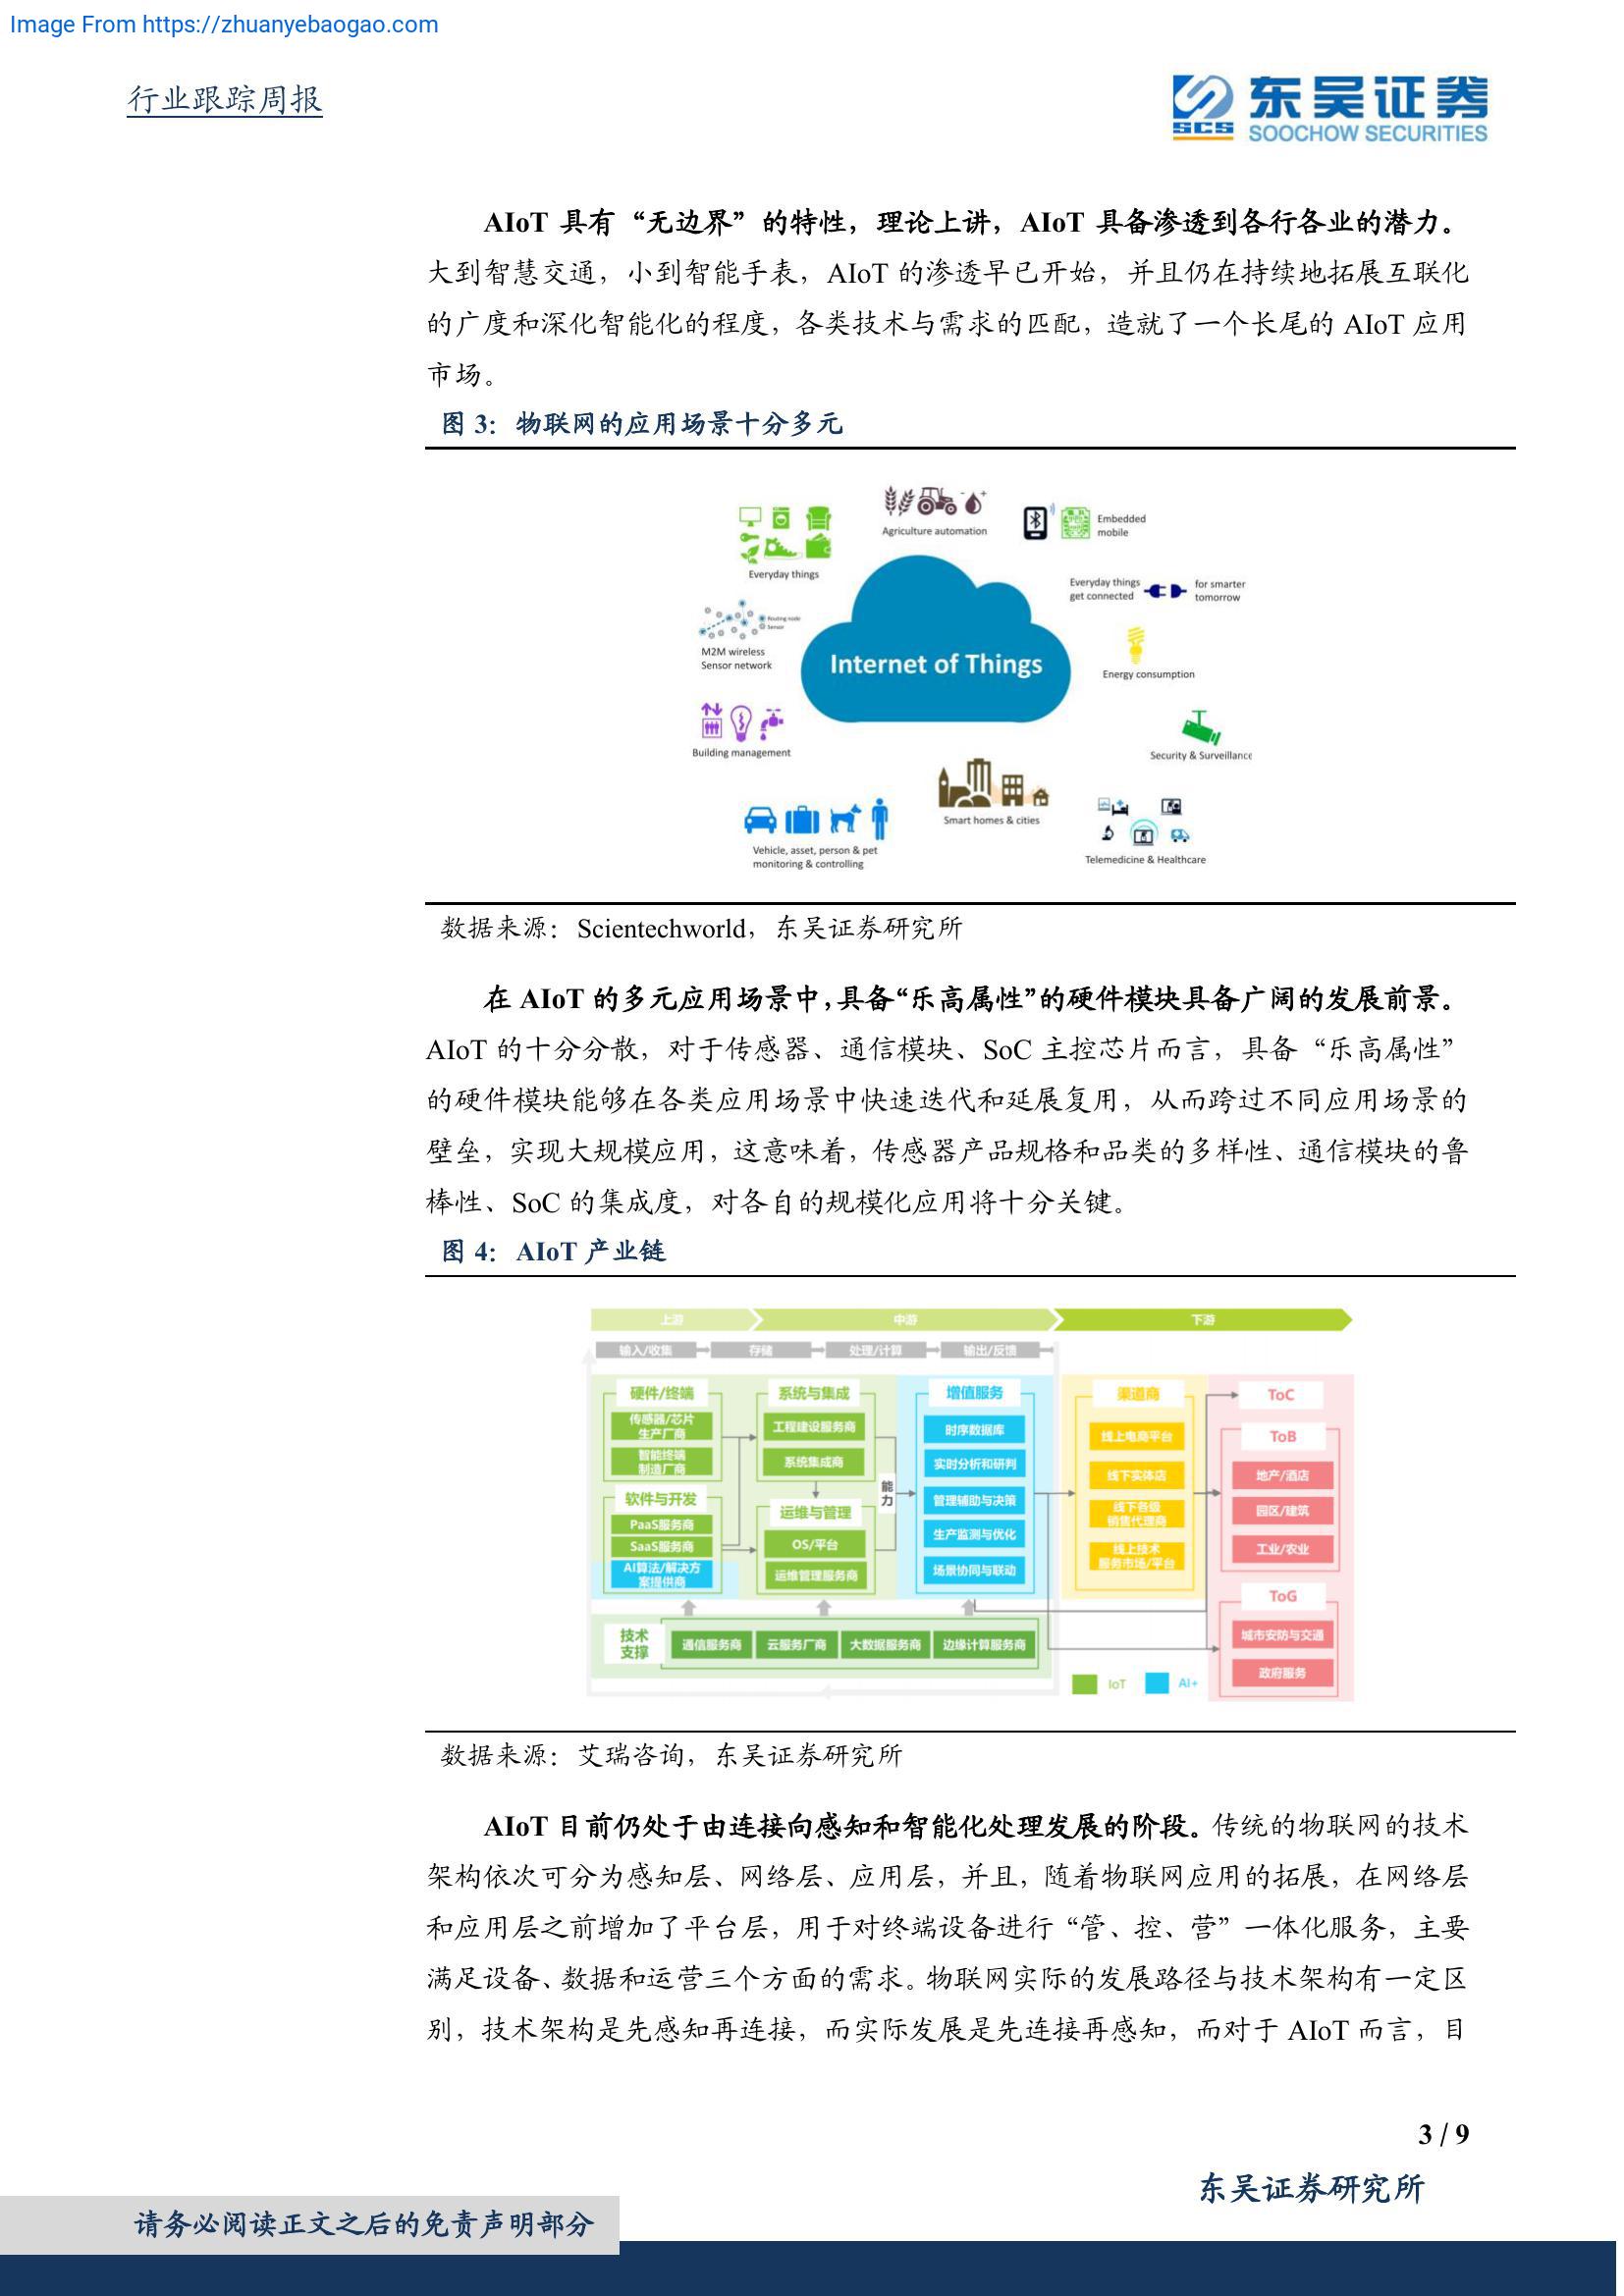 Image From https://zhuanyebaogao.com
行业跟踪周报
东吴证券
SCS
SOOCHOW SECURITIES
AIoT 具有“无边界”的特性，理论上讲，AIoT 具备渗透到各行各业的潜力。
大到智慧交通，小到智能手表，AIoT 的渗透早已开始，并且仍在持续地拓展互联化
的广度和深化智能化的程度，各类技术与需求的匹配，造就了一个长尾的 AIoT 应用
市场。
图 3：物联网的应用场景十分多元
Agriculture automation
Embedded
mobile
Everyday things
Everyday things
get connected
for smarter
tomorrow
Routing node
Sensor
M2M wireless
Sensor network
Internet of Things
Energy consumption
Building management
Security & Surveillance
Smart homes & cities
Vehicle, asset, person & pet
monitoring & controlling
Telemedicine & Healthcare
数据来源：Scientechworld，东吴证券研究所
在 AIoT 的多元应用场景中，具备“乐高属性”的硬件模块具备广阔的发展前景。
AIoT 的十分分散，对于传感器、通信模块、SoC 主控芯片而言，具备“乐高属性”
的硬件模块能够在各类应用场景中快速迭代和延展复用，从而跨过不同应用场景的
壁垒，实现大规模应用，这意味着，传感器产品规格和品类的多样性、通信模块的鲁
棒性、SoC 的集成度，对各自的规模化应用将十分关键。
图 4：AIoT 产业链
上游
中游
下游
输入/收集
存储
处理/计算
输出/反馈
硬件/终端
传感器/芯片
生产厂商
智能终端
制造厂商
软件与开发
PaaS服务商
SaaS服务商
AI算法/解决方
案提供商
系统与集成
工程建设服务商
系统集成商
运维与管理
OS/平台
运维管理服务商
能
力
增值服务
时序数据库
实时分析和研判
管理辅助与决策
生产监测与优化
场景协同与联动
渠道商
线上电商平台
线下实体店
线下各级
销售代理商
线上技术
服务市场/平台
ToC
ToB
地产/酒店
园区/建筑
工业/农业
ToG
城市安防与交通
政府服务
技术
支撑
通信服务商
云服务厂商
大数据服务商
边缘计算服务商
IoT
AI+
数据来源：艾瑞咨询，东吴证券研究所
AIoT 目前仍处于由连接向感知和智能化处理发展的阶段。传统的物联网的技术
架构依次可分为感知层、网络层、应用层，并且，随着物联网应用的拓展，在网络层
和应用层之前增加了平台层，用于对终端设备进行“管、控、营”一体化服务，主要
满足设备、数据和运营三个方面的需求。物联网实际的发展路径与技术架构有一定区
别，技术架构是先感知再连接，而实际发展是先连接再感知，而对于 AIoT 而言，目
3 / 9
东吴证券研究所
请务必阅读正文之后的免责声明部分